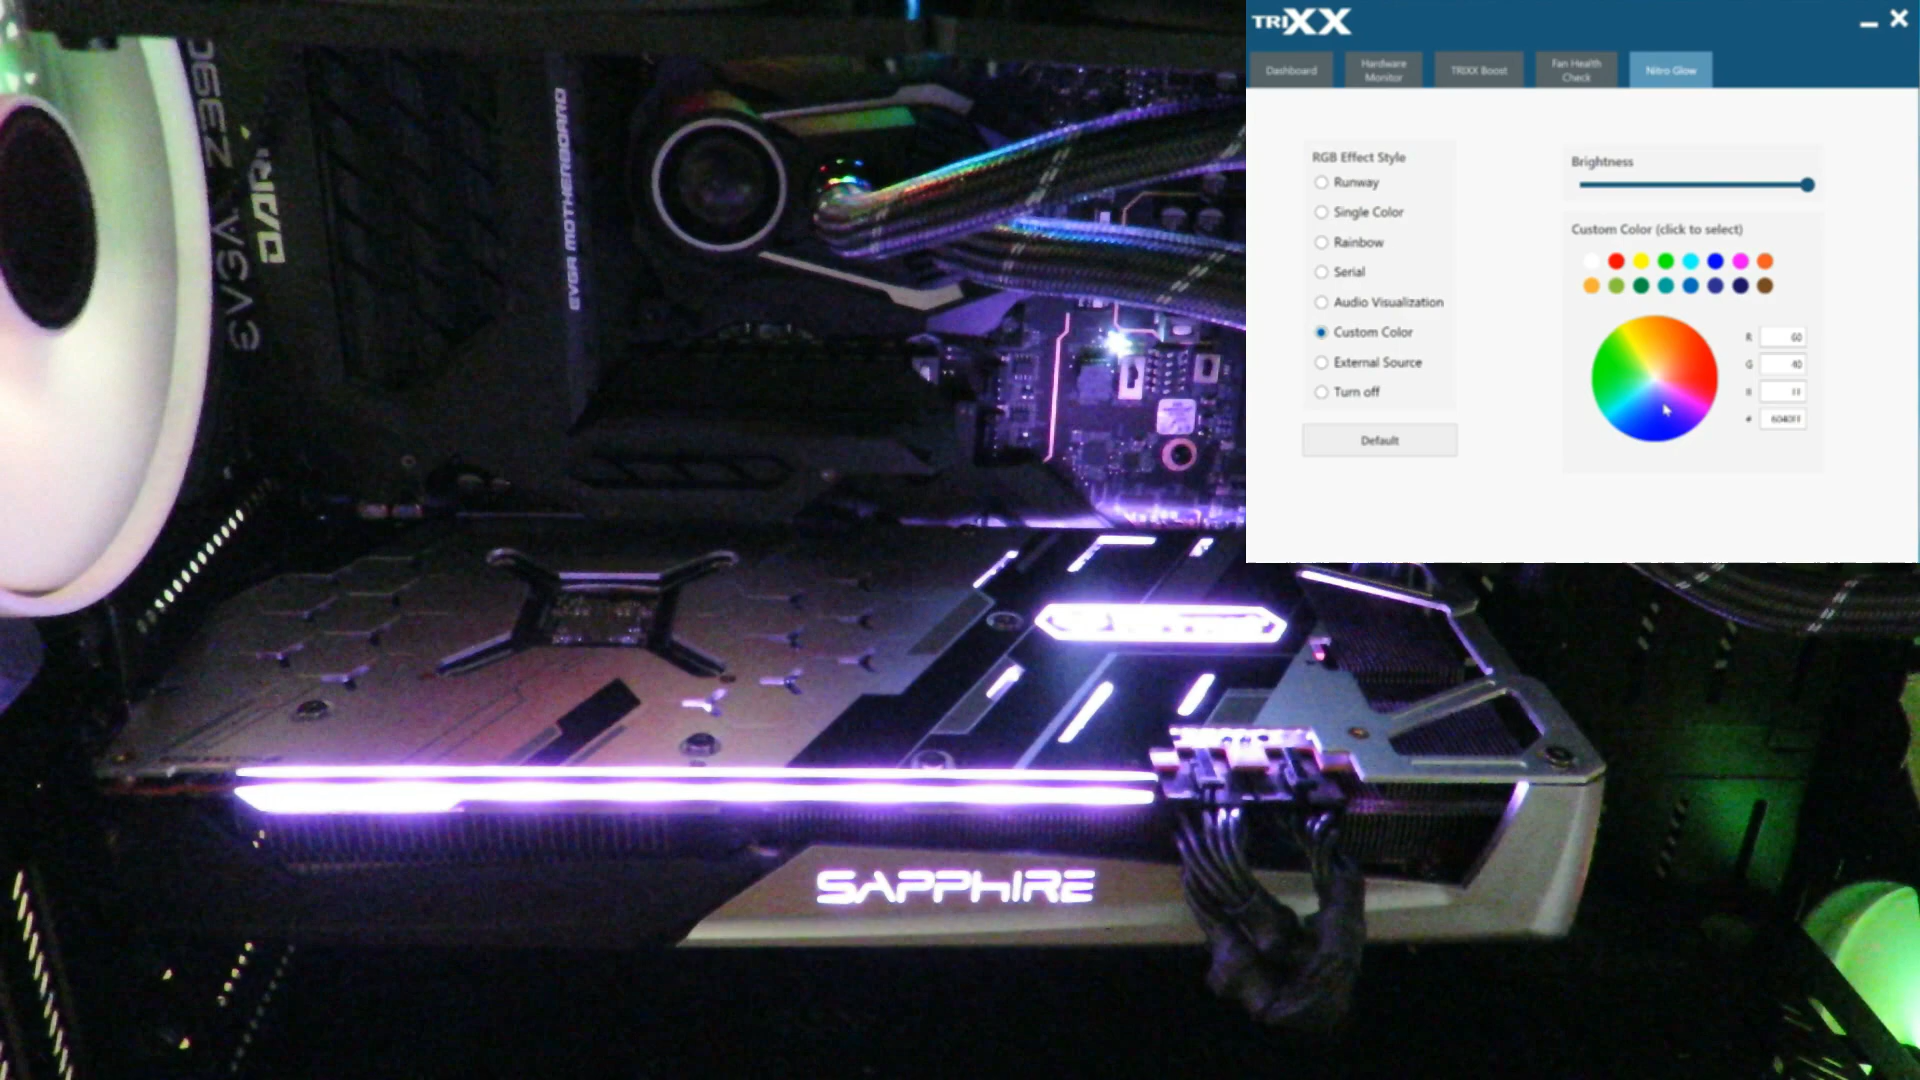 TRIXX
Dashboard
Hardware
Monitor
TRIXX Boost
Fan Health
Check
Nitro Glow
RGB Effect Style
Runway
Single Color
Rainbow
Serial
Audio Visualization
Custom Color
External Source
Turn off
Default
Brightness
Custom Color (click to select)
R
60
G
40
#
EVGA Z390
DARK
EVGA MOTHERBOARD
SAPPHIRE